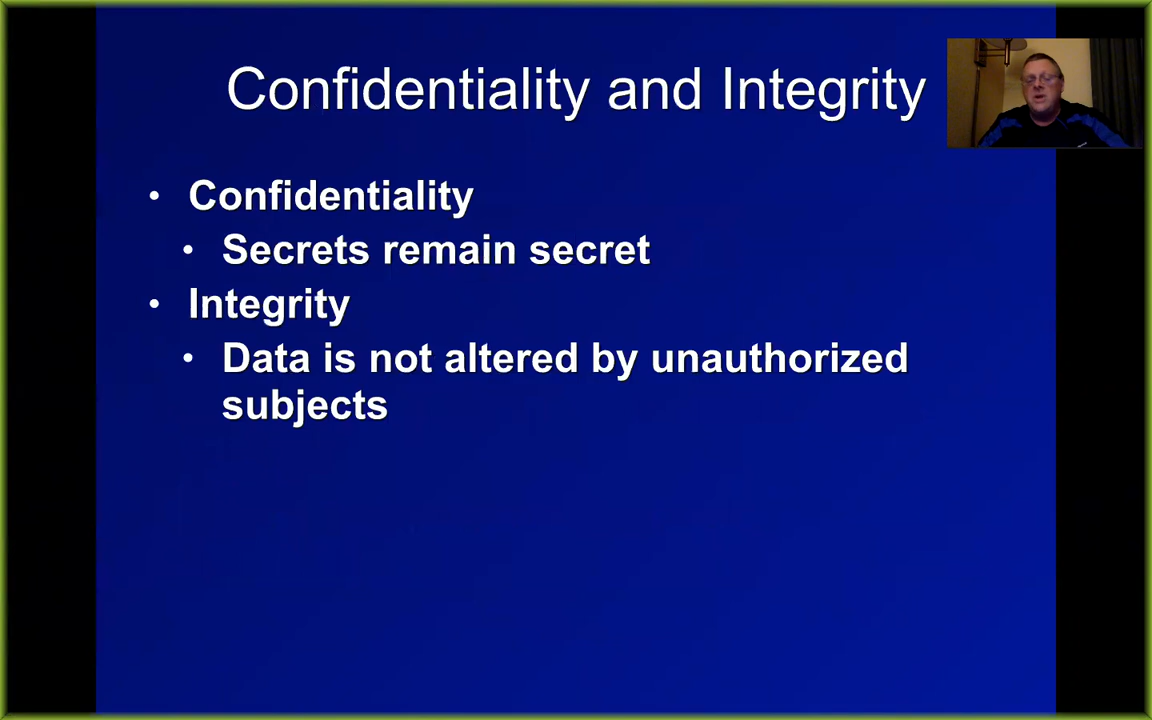 Confidentiality and Integrity
• Confidentiality
• Secrets remain secret
• Integrity
• Data is not altered by unauthorized
subjects